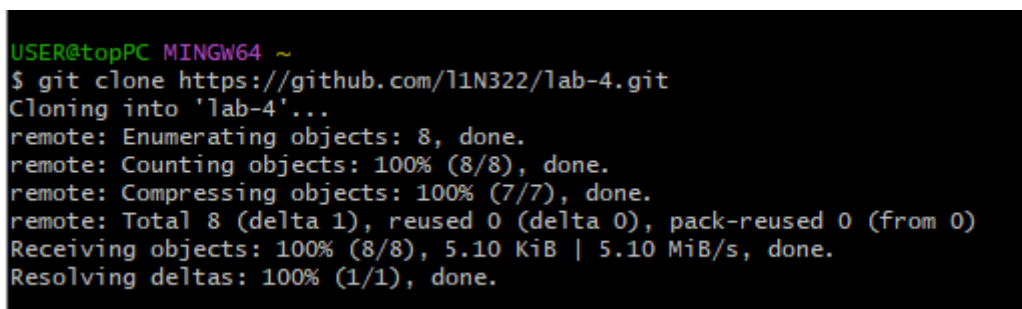 USER@topPC MINGW64 ~
$ git clone https://github.com/l1N322/lab-4.git
Cloning into 'lab-4'...
remote: Enumerating objects: 8, done.
remote: Counting objects: 100% (8/8), done.
remote: Compressing objects: 100% (7/7), done.
remote: Total 8 (delta 1), reused 0 (delta 0), pack-reused 0 (from 0)
Receiving objects: 100% (8/8), 5.10 KiB | 5.10 MiB/s, done.
Resolving deltas: 100% (1/1), done.